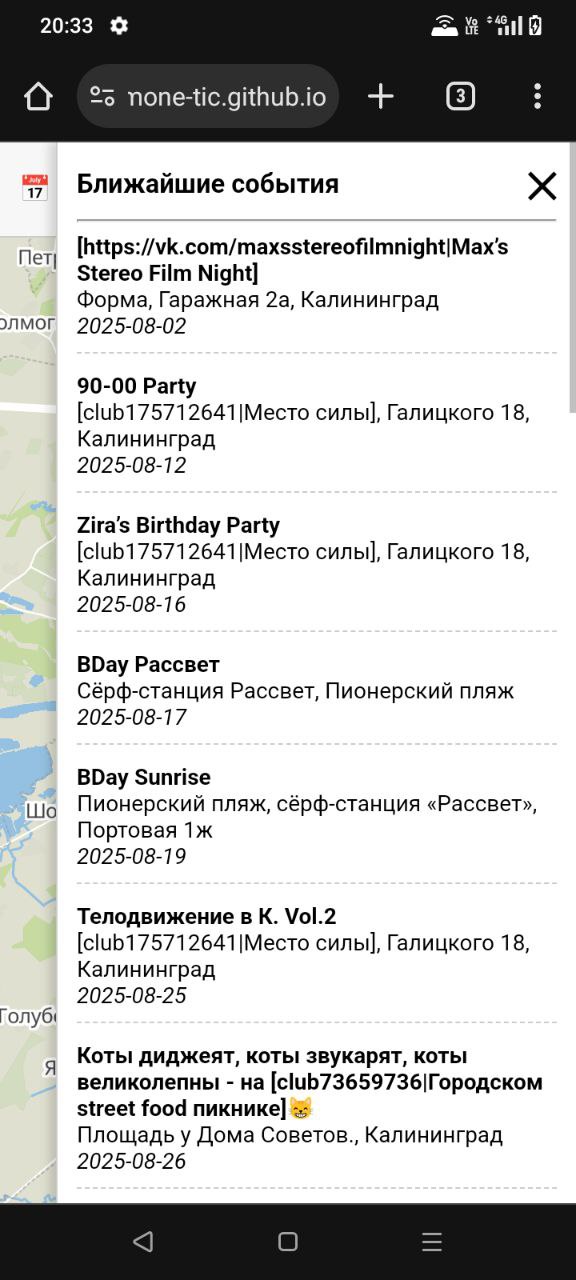 20:33
Vo
LTE
4G
none-tic.github.io
3
July
17
Ближайшие события
[https://vk.com/maxsstereofilmnight|Max’s
Stereo Film Night]
Форма, Гаражная 2а, Калининград
2025-08-02
90-00 Party
[club175712641|Место силы], Галицкого 18,
Калининград
2025-08-12
Zira’s Birthday Party
[club175712641|Место силы], Галицкого 18,
Калининград
2025-08-16
BDay Рассвет
Сёрф-станция Рассвет, Пионерский пляж
2025-08-17
BDay Sunrise
Пионерский пляж, сёрф-станция «Рассвет»,
Портовая 1ж
2025-08-19
Телодвижение в К. Vol.2
[club175712641|Место силы], Галицкого 18,
Калининград
2025-08-25
Коты диджеят, коты звукарят, коты
великолепны - на [club73659736|Городском
street food пикнике]😸
Площадь у Дома Советов., Калининград
2025-08-26
Пет
олмог
Шо
Голуб
Я